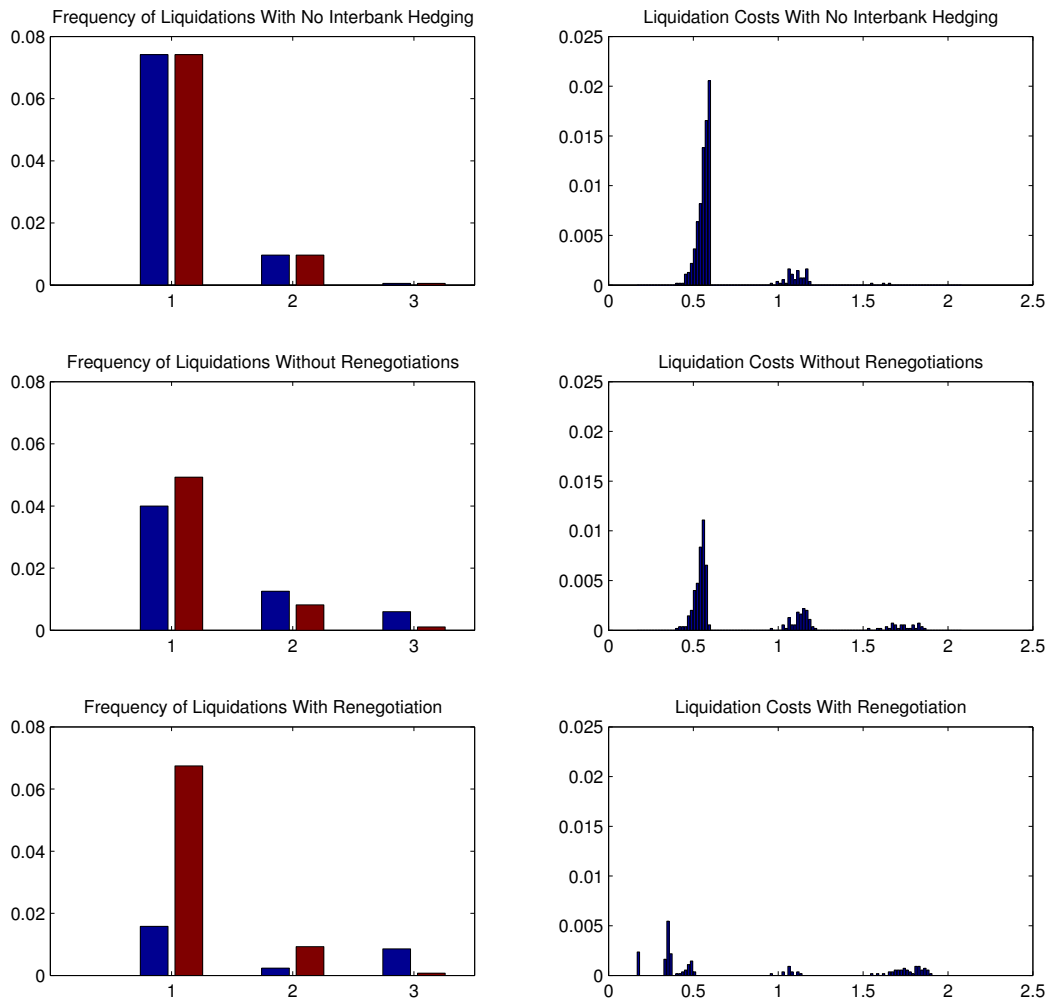 Frequency of Liquidations With No Interbank Hedging
0.08
0.06
0.04
0.02
0
1 2 3
Liquidation Costs With No Interbank Hedging
0.025
0.02
0.015
0.01
0.005
0
0 0.5 1 1.5 2 2.5
Frequency of Liquidations Without Renegotiations
0.08
0.06
0.04
0.02
0
1 2 3
Liquidation Costs Without Renegotiations
0.025
0.02
0.015
0.01
0.005
0
0 0.5 1 1.5 2 2.5
Frequency of Liquidations With Renegotiation
0.08
0.06
0.04
0.02
0
1 2 3
Liquidation Costs With Renegotiation
0.025
0.02
0.015
0.01
0.005
0
0 0.5 1 1.5 2 2.5